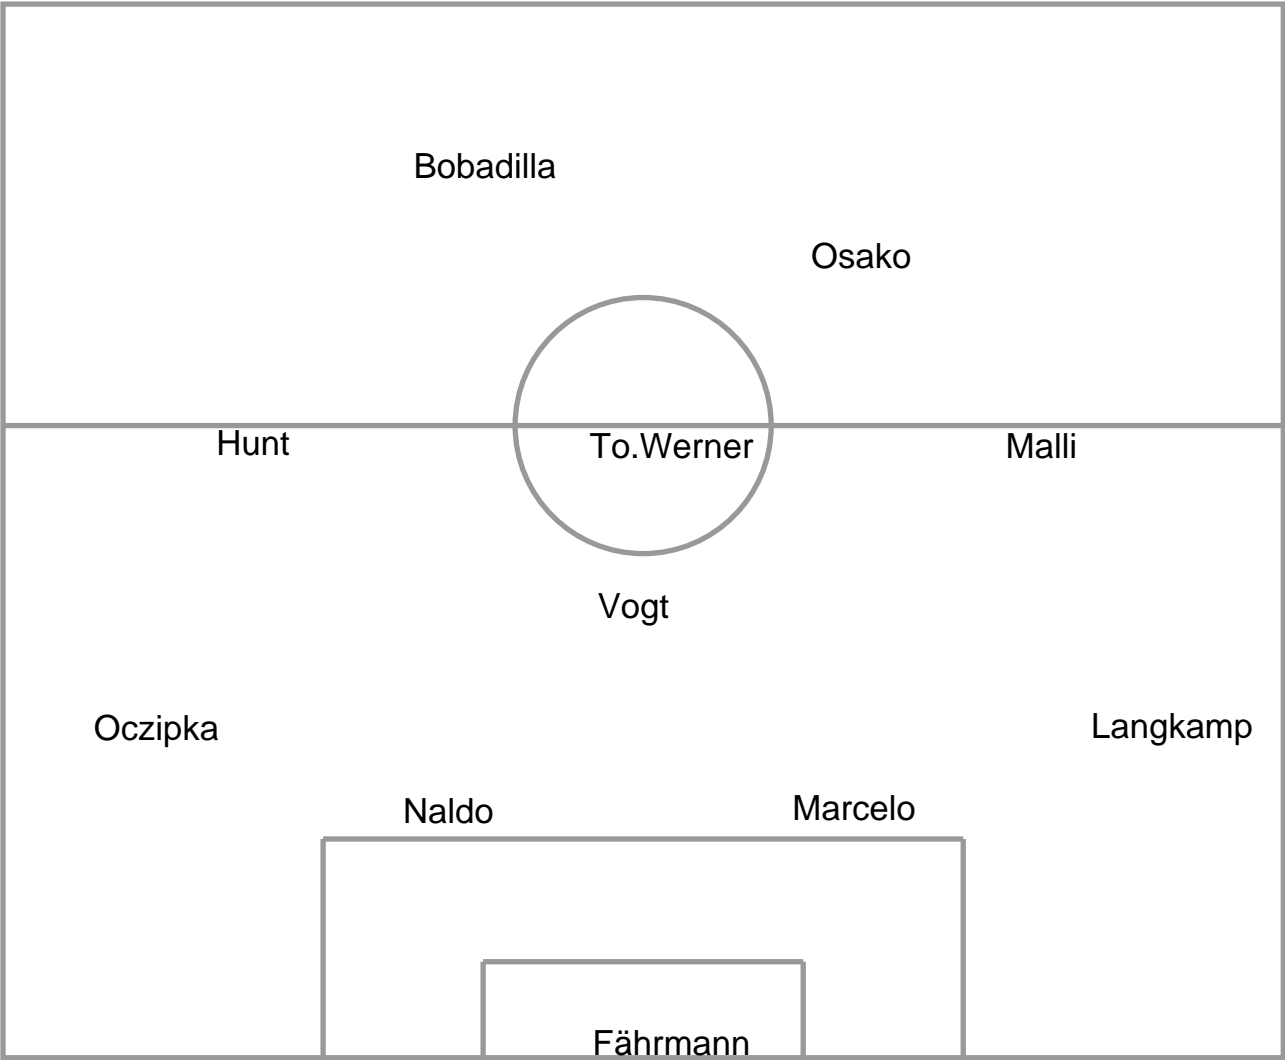 Bobadilla
Osako
Hunt To.Werner Malli
Vogt
Oczipka Langkamp
Naldo Marcelo
Fährmann